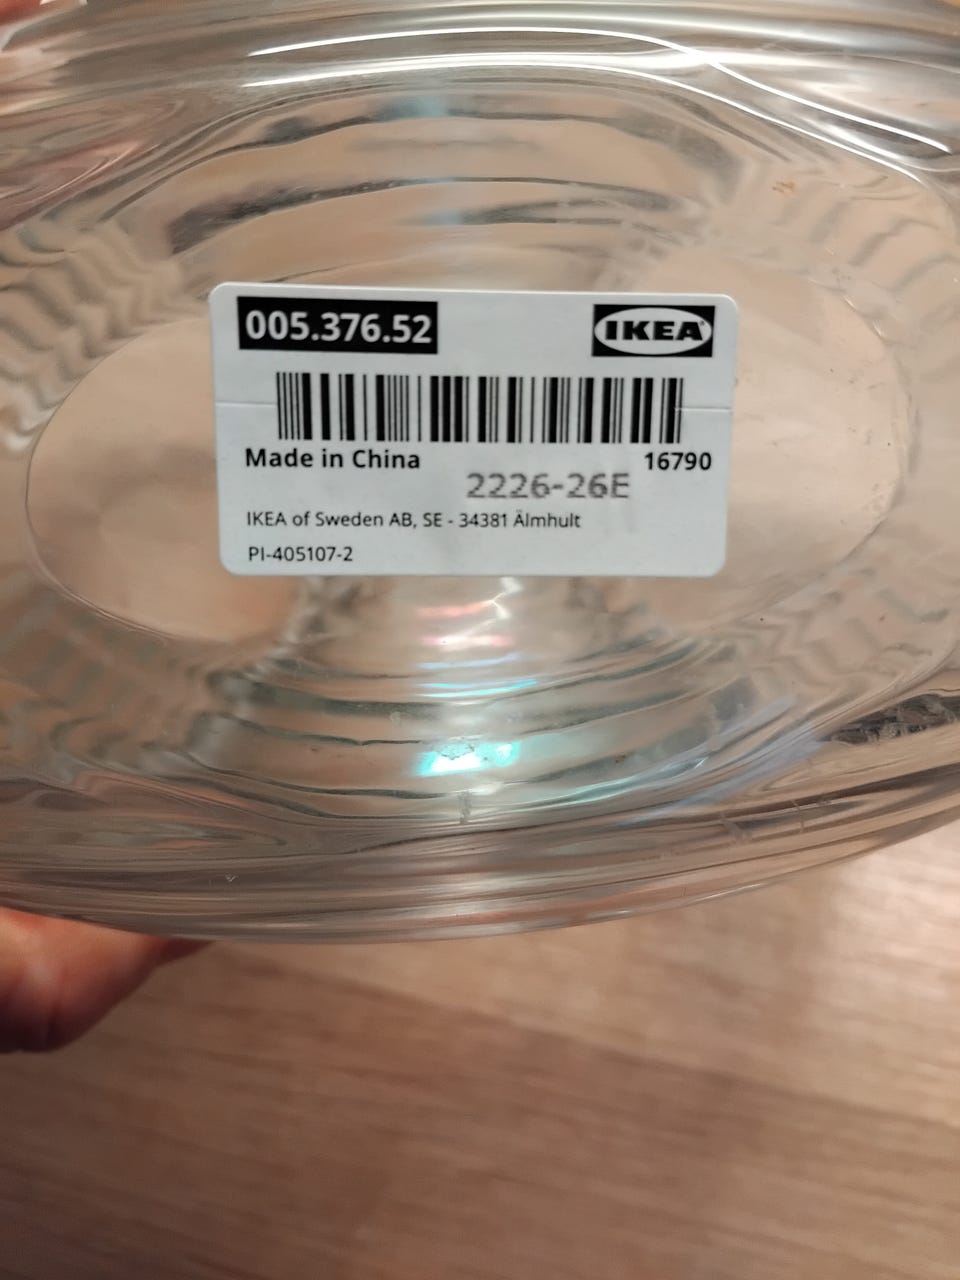 005.376.52 IKEA®
Made in China 16790
2226-26E
IKEA of Sweden AB, SE - 34381 Älmhult
PI-405107-2